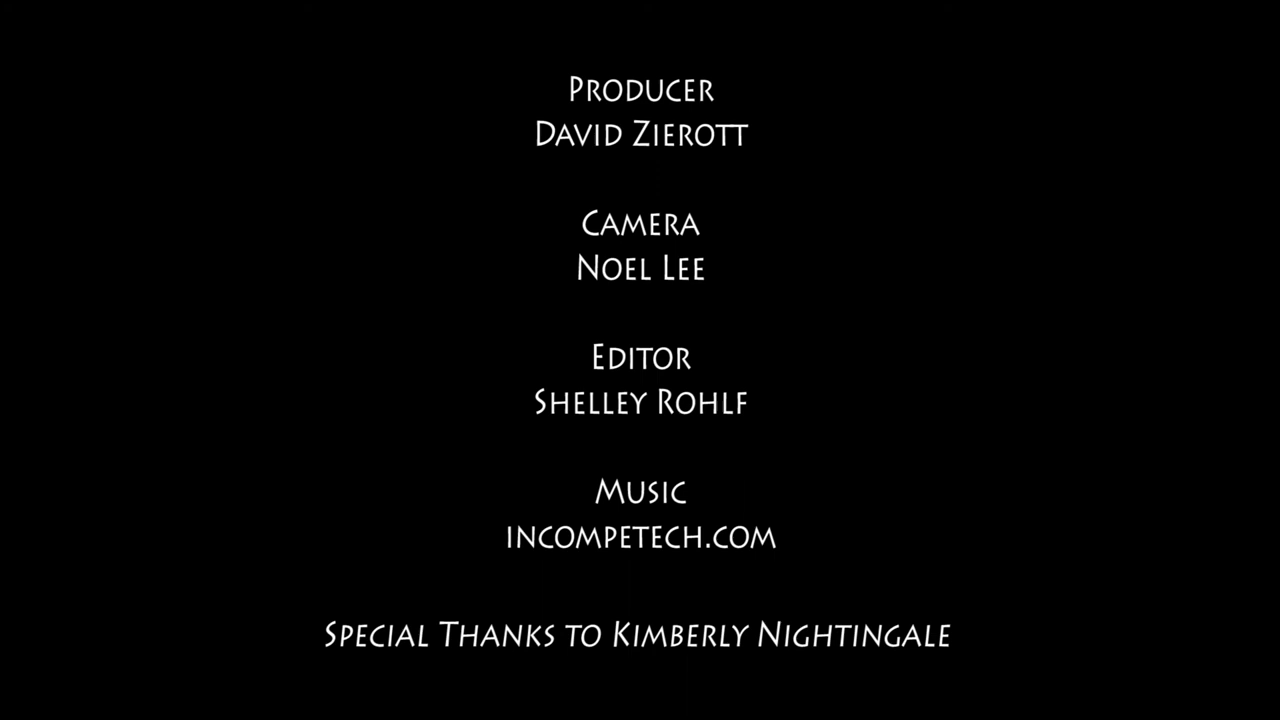 Producer
David Zierott
Camera
Noel Lee
Editor
Shelley Rohlf
Music
incompetech.com
Special Thanks to Kimberly Nightingale